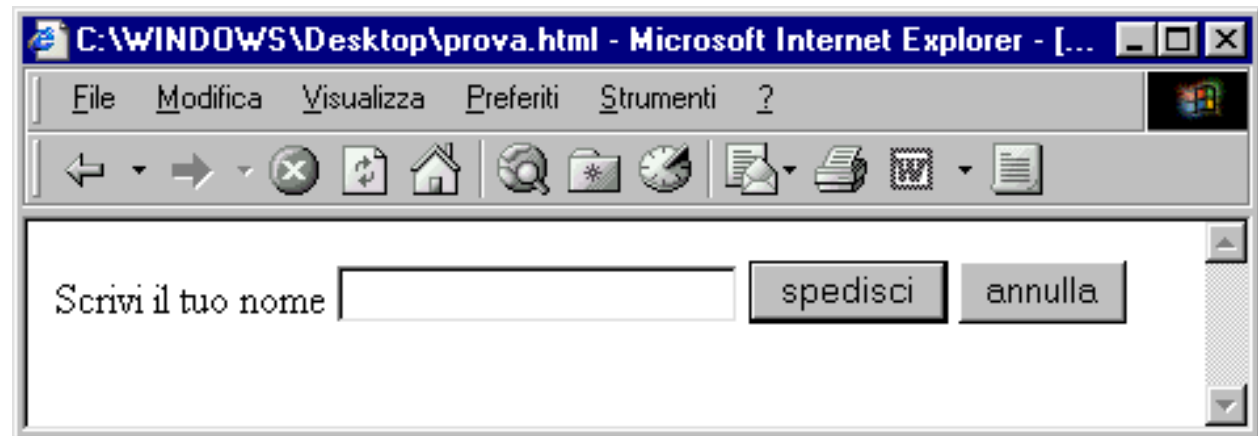 C:\WINDOWS\Desktop\prova.html - Microsoft Internet Explorer - [...
File Modifica Visualizza Preferiti Strumenti ?
Scrivi il tuo nome spedisci annulla